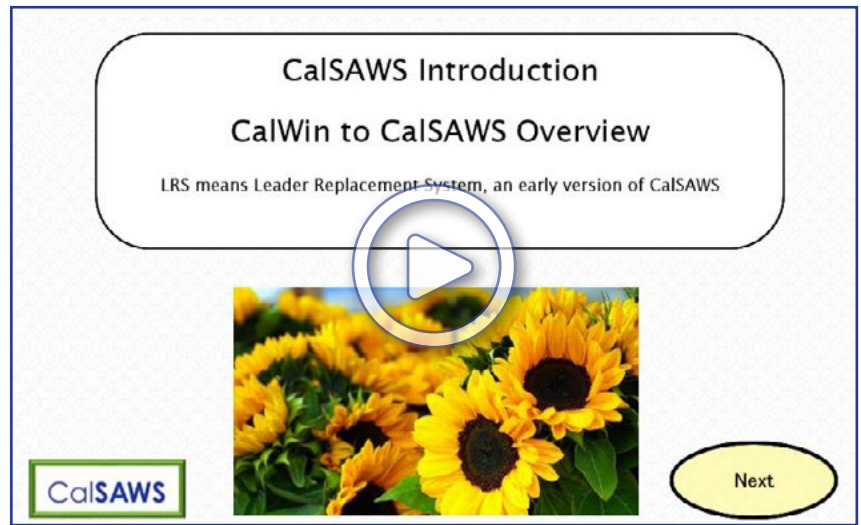 CalSAWS Introduction
CalWin to CalSAWS Overview
LRS means Leader Replacement System, an early version of CalSAWS
CalSAWS
Next